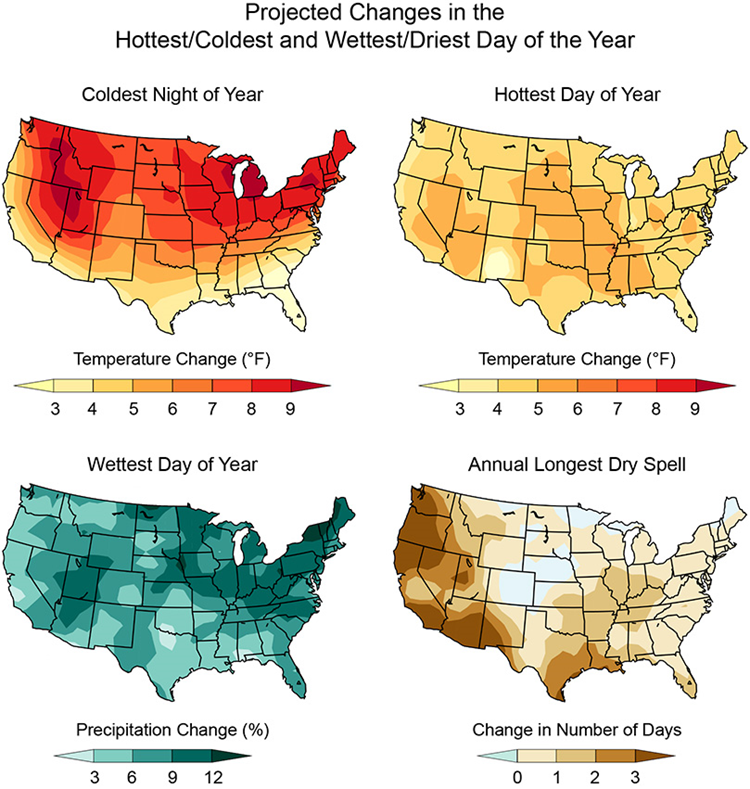 Projected Changes in the
Hottest/Coldest and Wettest/Driest Day of the Year
Coldest Night of Year
Hottest Day of Year
Temperature Change (°F)
3 4 5 6 7 8 9
Temperature Change (°F)
3 4 5 6 7 8 9
Wettest Day of Year
Annual Longest Dry Spell
Precipitation Change (%)
3 6 9 12
Change in Number of Days
0 1 2 3